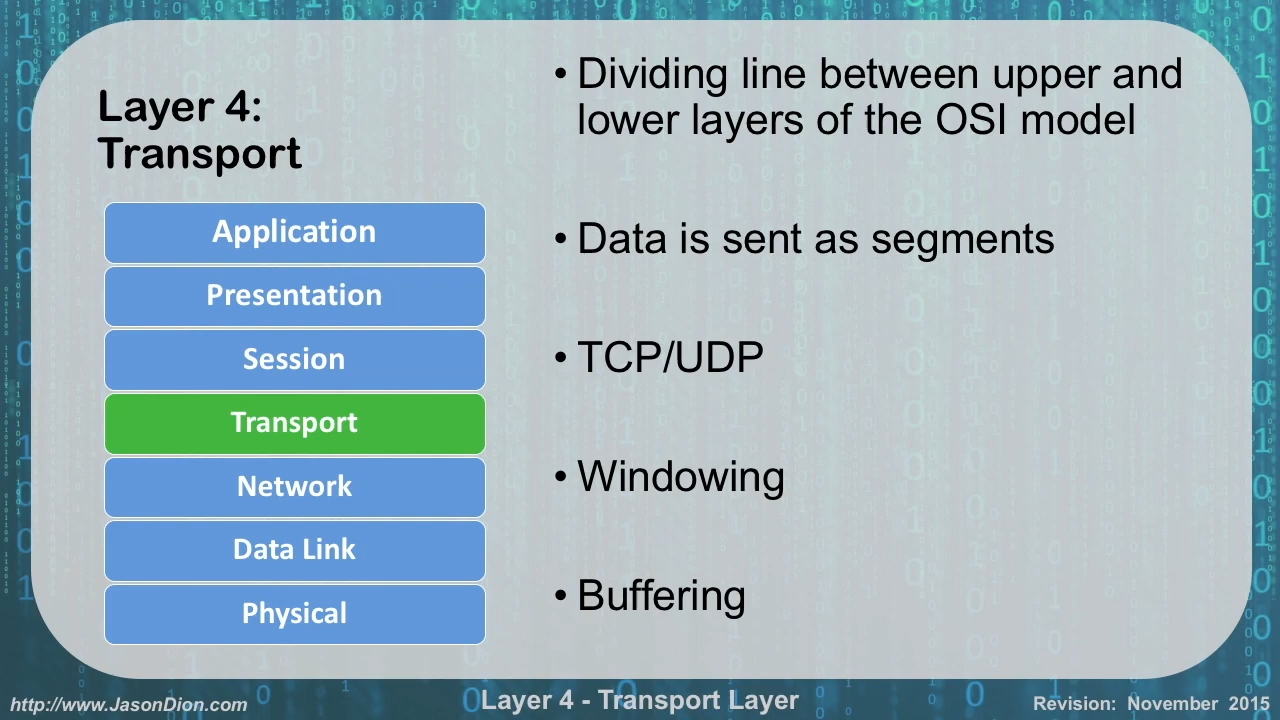 Layer 4:
Transport
Application
Presentation
Session
Transport
Network
Data Link
Physical
• Dividing line between upper and
lower layers of the OSI model
• Data is sent as segments
• TCP/UDP
• Windowing
• Buffering
http://www.JasonDion.com
Layer 4 - Transport Layer
Revision: November 2015